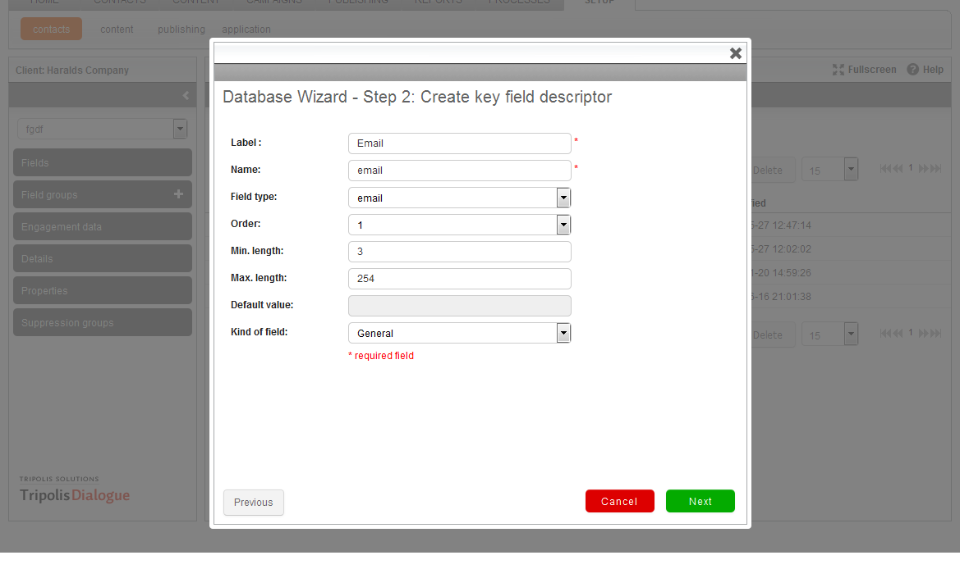 HOME CONTACTS CONTENT CAMPAIGNS PUBLISHING REPORTS PROCESSES SETUP
contacts content publishing application
Client: Haralds Company
Fullscreen Help
Database Wizard - Step 2: Create key field descriptor
fgdf
Label : Email *
Name: email *
Field type: email
Order: 1
Min. length: 3
Max. length: 254
Default value:
Kind of field: General
* required field
Fields
Field groups +
Engagement data
Details
Properties
Suppression groups
Delete 15 1
ied
-27 12:47:14
-27 12:02:02
-20 14:59:26
-16 21:01:38
Delete 15 1
TRIPOLIS SOLUTIONS
TripolisDialogue
Previous Cancel Next